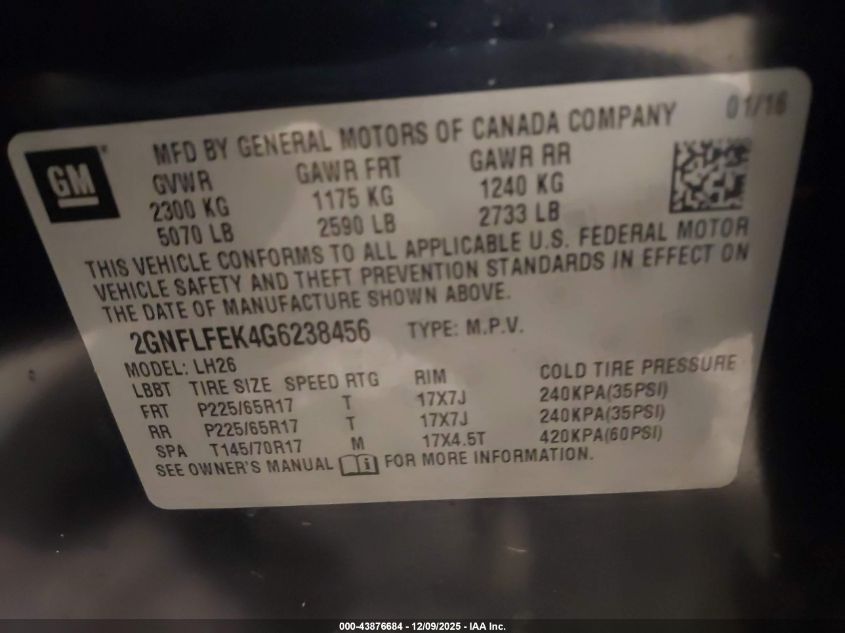 MFD BY GENERAL MOTORS OF CANADA COMPANY 01/16
GM
GVWR GAWR FRT GAWR RR
2300 KG 1175 KG 1240 KG
5070 LB 2590 LB 2733 LB
THIS VEHICLE CONFORMS TO ALL APPLICABLE U.S. FEDERAL MOTOR
VEHICLE SAFETY AND THEFT PREVENTION STANDARDS IN EFFECT ON
THE DATE OF MANUFACTURE SHOWN ABOVE.
2GNFLFEK4G6238456 TYPE: M.P.V.
MODEL: LH26
LBBT TIRE SIZE SPEED RTG RIM COLD TIRE PRESSURE
FRT P225/65R17 T 17X7J 240KPA(35PSI)
RR P225/65R17 T 17X7J 240KPA(35PSI)
SPA T145/70R17 M 17X4.5T 420KPA(60PSI)
SEE OWNER'S MANUAL FOR MORE INFORMATION.
000-43876684 - 12/09/2025 - IAA Inc.